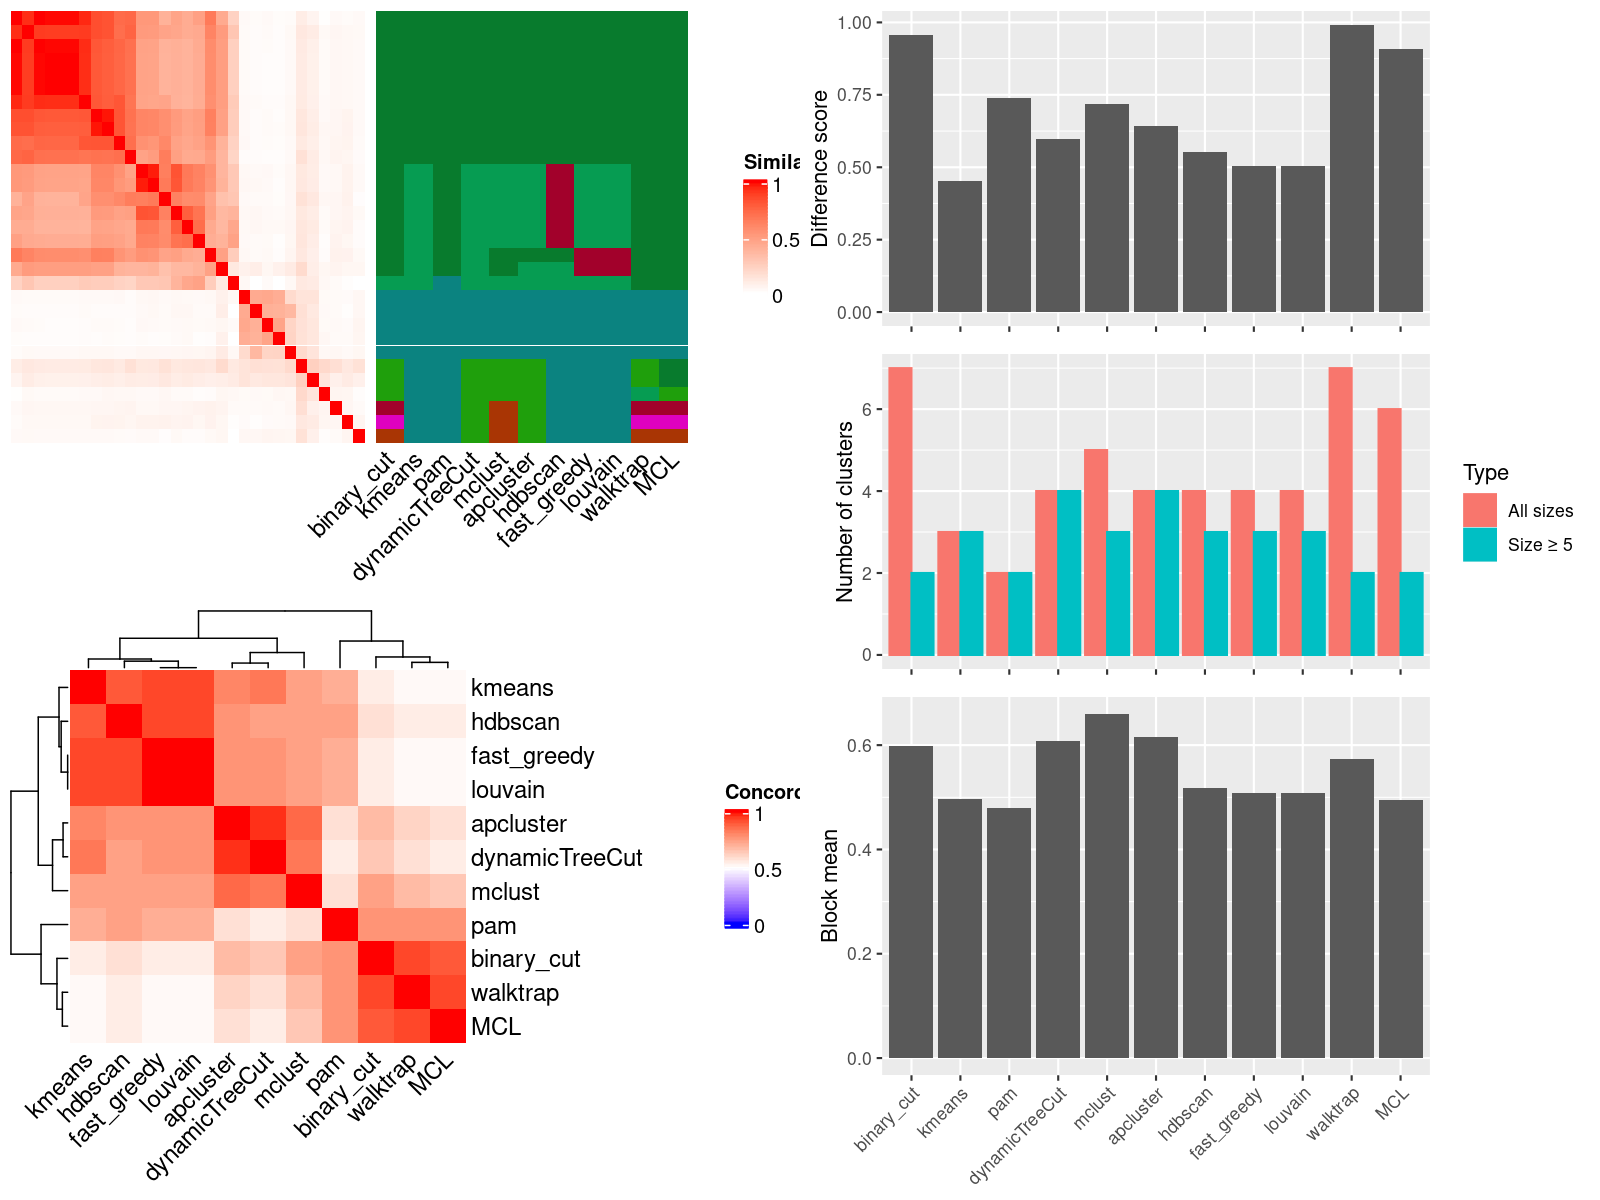 Simila
1
0.5
0
binary_cut
kmeans
pam
dynamicTreeCut
mclust
apcluster
hdbscan
fast_greedy
louvain
walktrap
MCL
kmeans
hdbscan
fast_greedy
louvain
apcluster
dynamicTreeCut
mclust
pam
binary_cut
walktrap
MCL
Concord
1
0.5
0
kmeans
hdbscan
fast_greedy
louvain
apcluster
dynamicTreeCut
mclust
pam
binary_cut
walktrap
MCL
Difference score
1.00
0.75
0.50
0.25
0.00
Number of clusters
6
4
2
0
Type
All sizes
Size ≥ 5
Block mean
0.6
0.4
0.2
0.0
binary_cut
kmeans
pam
dynamicTreeCut
mclust
apcluster
hdbscan
fast_greedy
louvain
walktrap
MCL